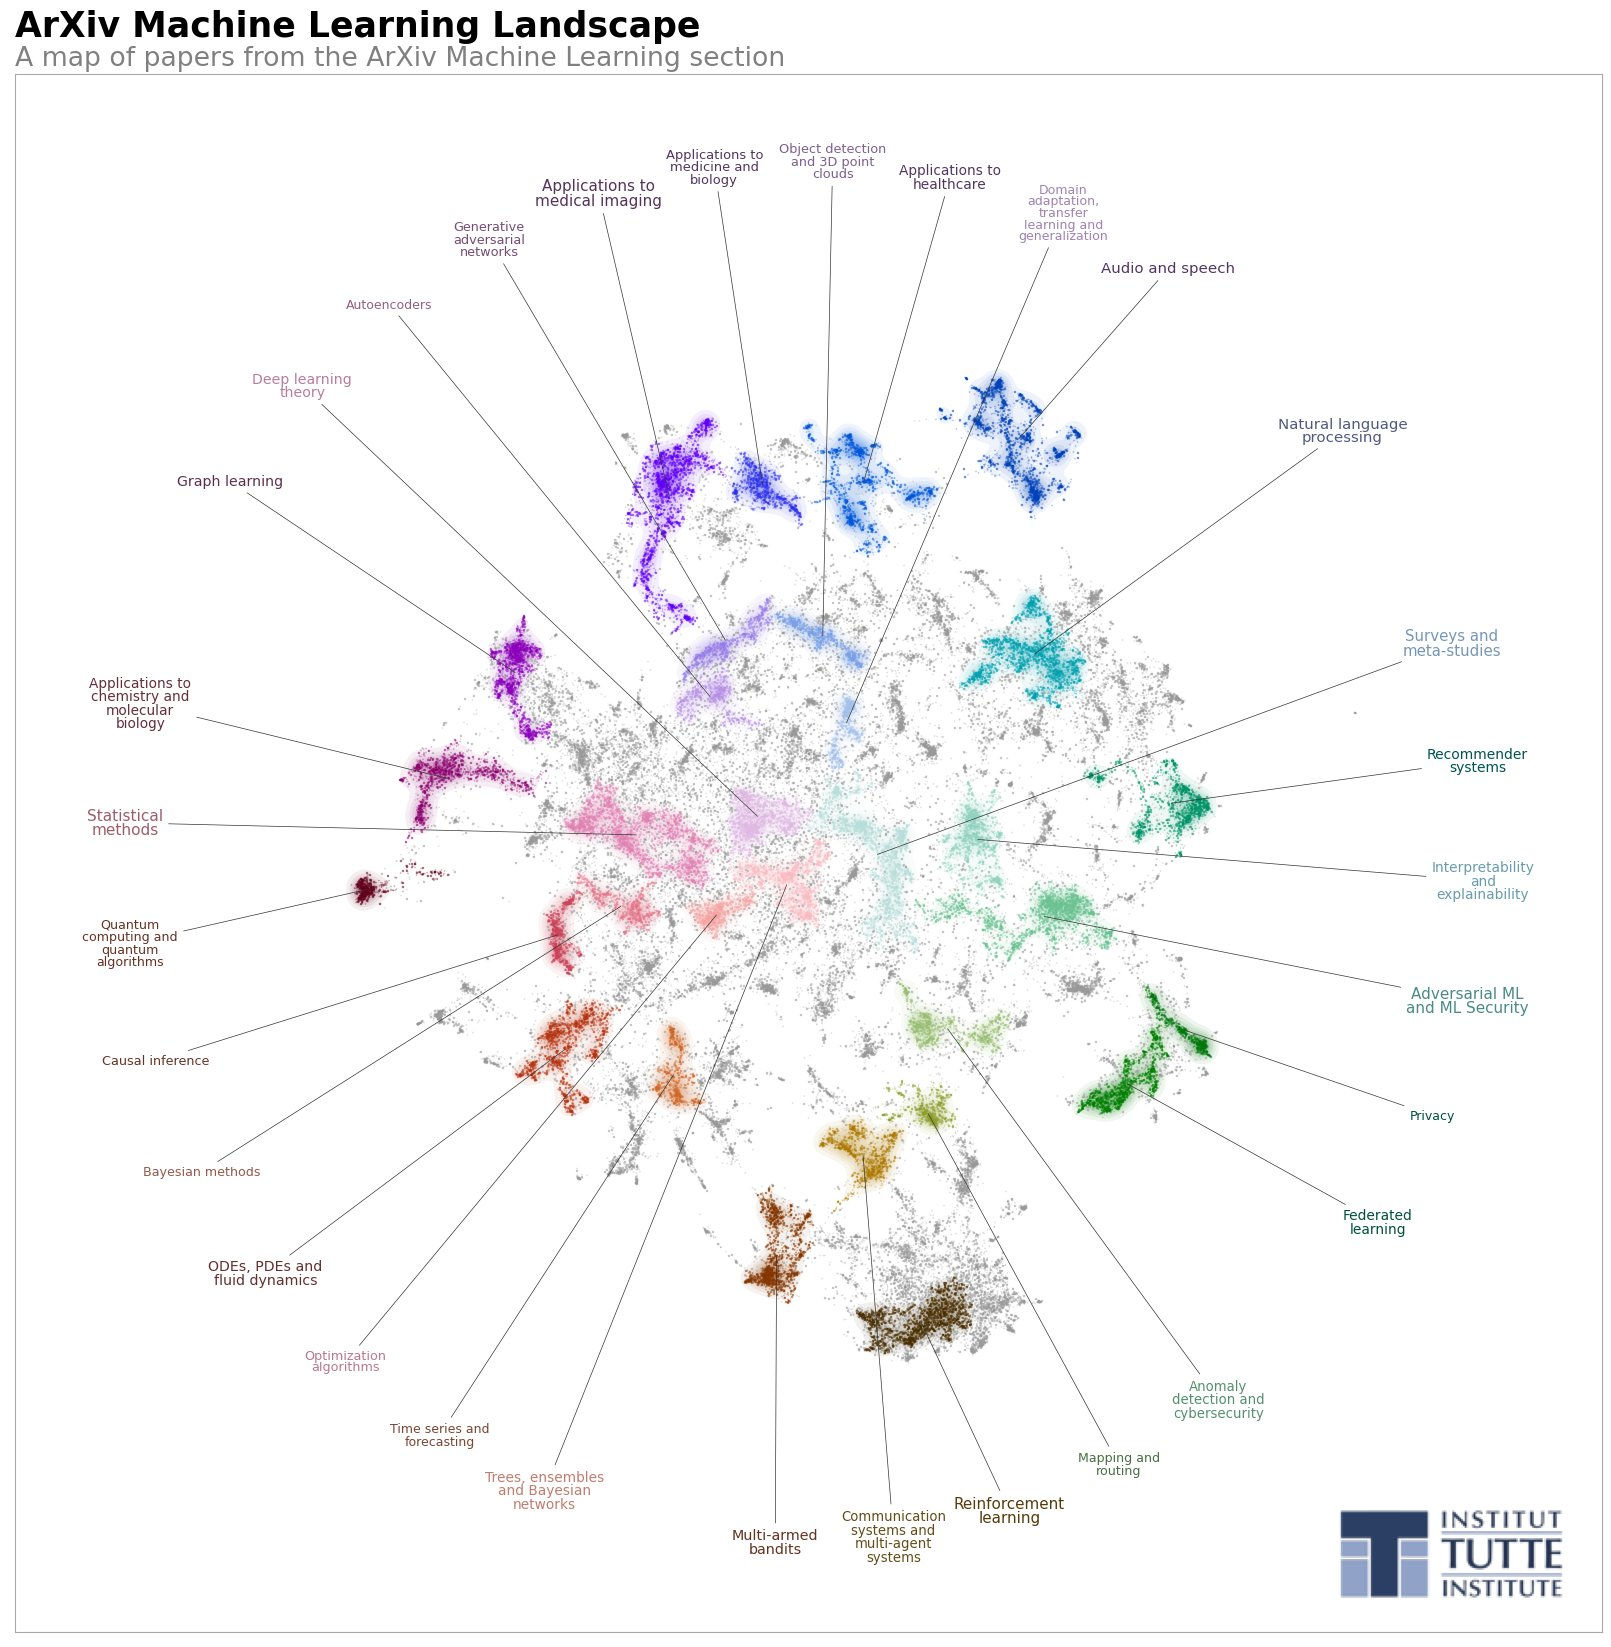 ArXiv Machine Learning Landscape
A map of papers from the ArXiv Machine Learning section
Object detection
and 3D point
clouds
Applications to
medicine and
biology
Applications to
healthcare
Applications to
medical imaging
Domain
adaptation,
transfer
learning and
generalization
Generative
adversarial
networks
Audio and speech
Autoencoders
Deep learning
theory
Natural language
processing
Graph learning
Surveys and
meta-studies
Applications to
chemistry and
molecular
biology
Recommender
systems
Statistical
methods
Interpretability
and
explainability
Quantum
computing and
quantum
algorithms
Adversarial ML
and ML Security
Causal inference
Privacy
Bayesian methods
Federated
learning
ODEs, PDEs and
fluid dynamics
Optimization
algorithms
Anomaly
detection and
cybersecurity
Time series and
forecasting
Mapping and
routing
Trees, ensembles
and Bayesian
networks
Reinforcement
learning
Communication
systems and
multi-agent
systems
Multi-armed
bandits
INSTITUT
TUTTE
INSTITUTE